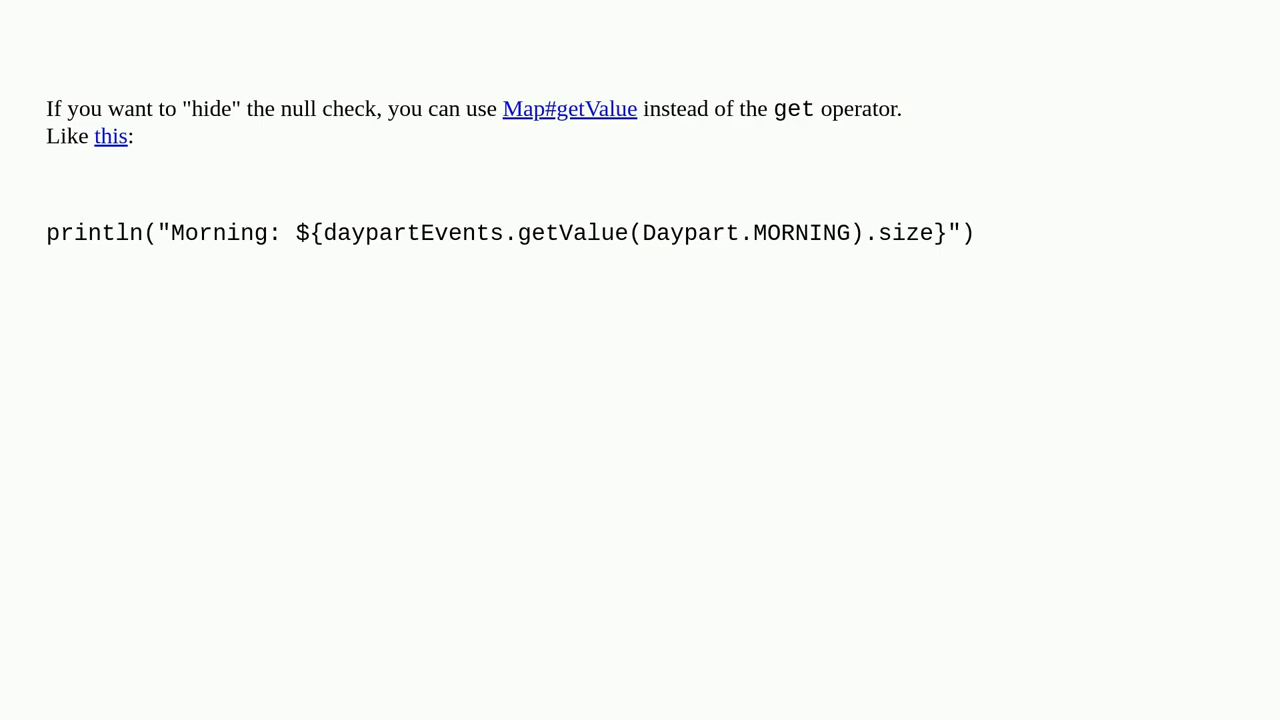 If you want to "hide" the null check, you can use Map#getValue instead of the get operator.
Like this:
println("Morning: ${daypartEvents.getValue(Daypart.MORNING).size}")